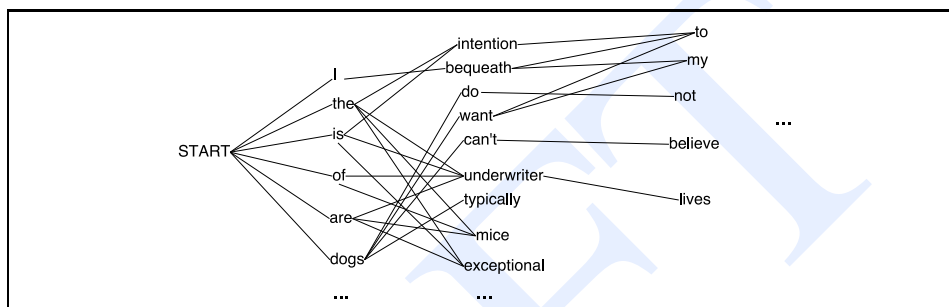 intention
to
bequeath
my
I
do
not
the
want
is
can't
believe
START
of
underwriter
typically
lives
are
mice
dogs
exceptional
...
...
...